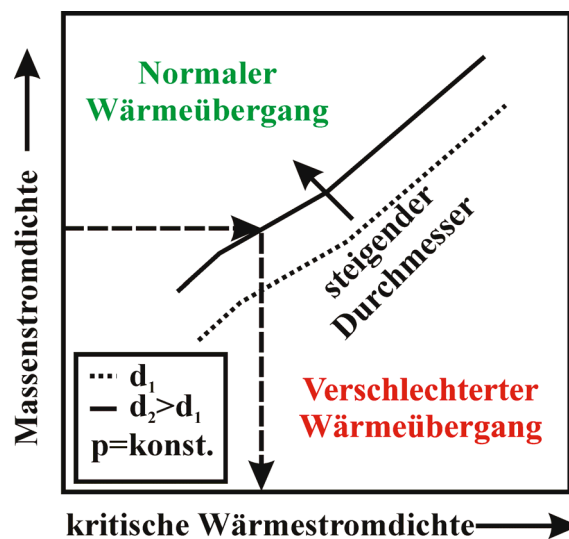 Normaler
Wärmeübergang
Massenstromdichte
steigender
Durchmesser
d₁
d₂>d₁
p=konst.
Verschlechterter
Wärmeübergang
kritische Wärmestromdichte